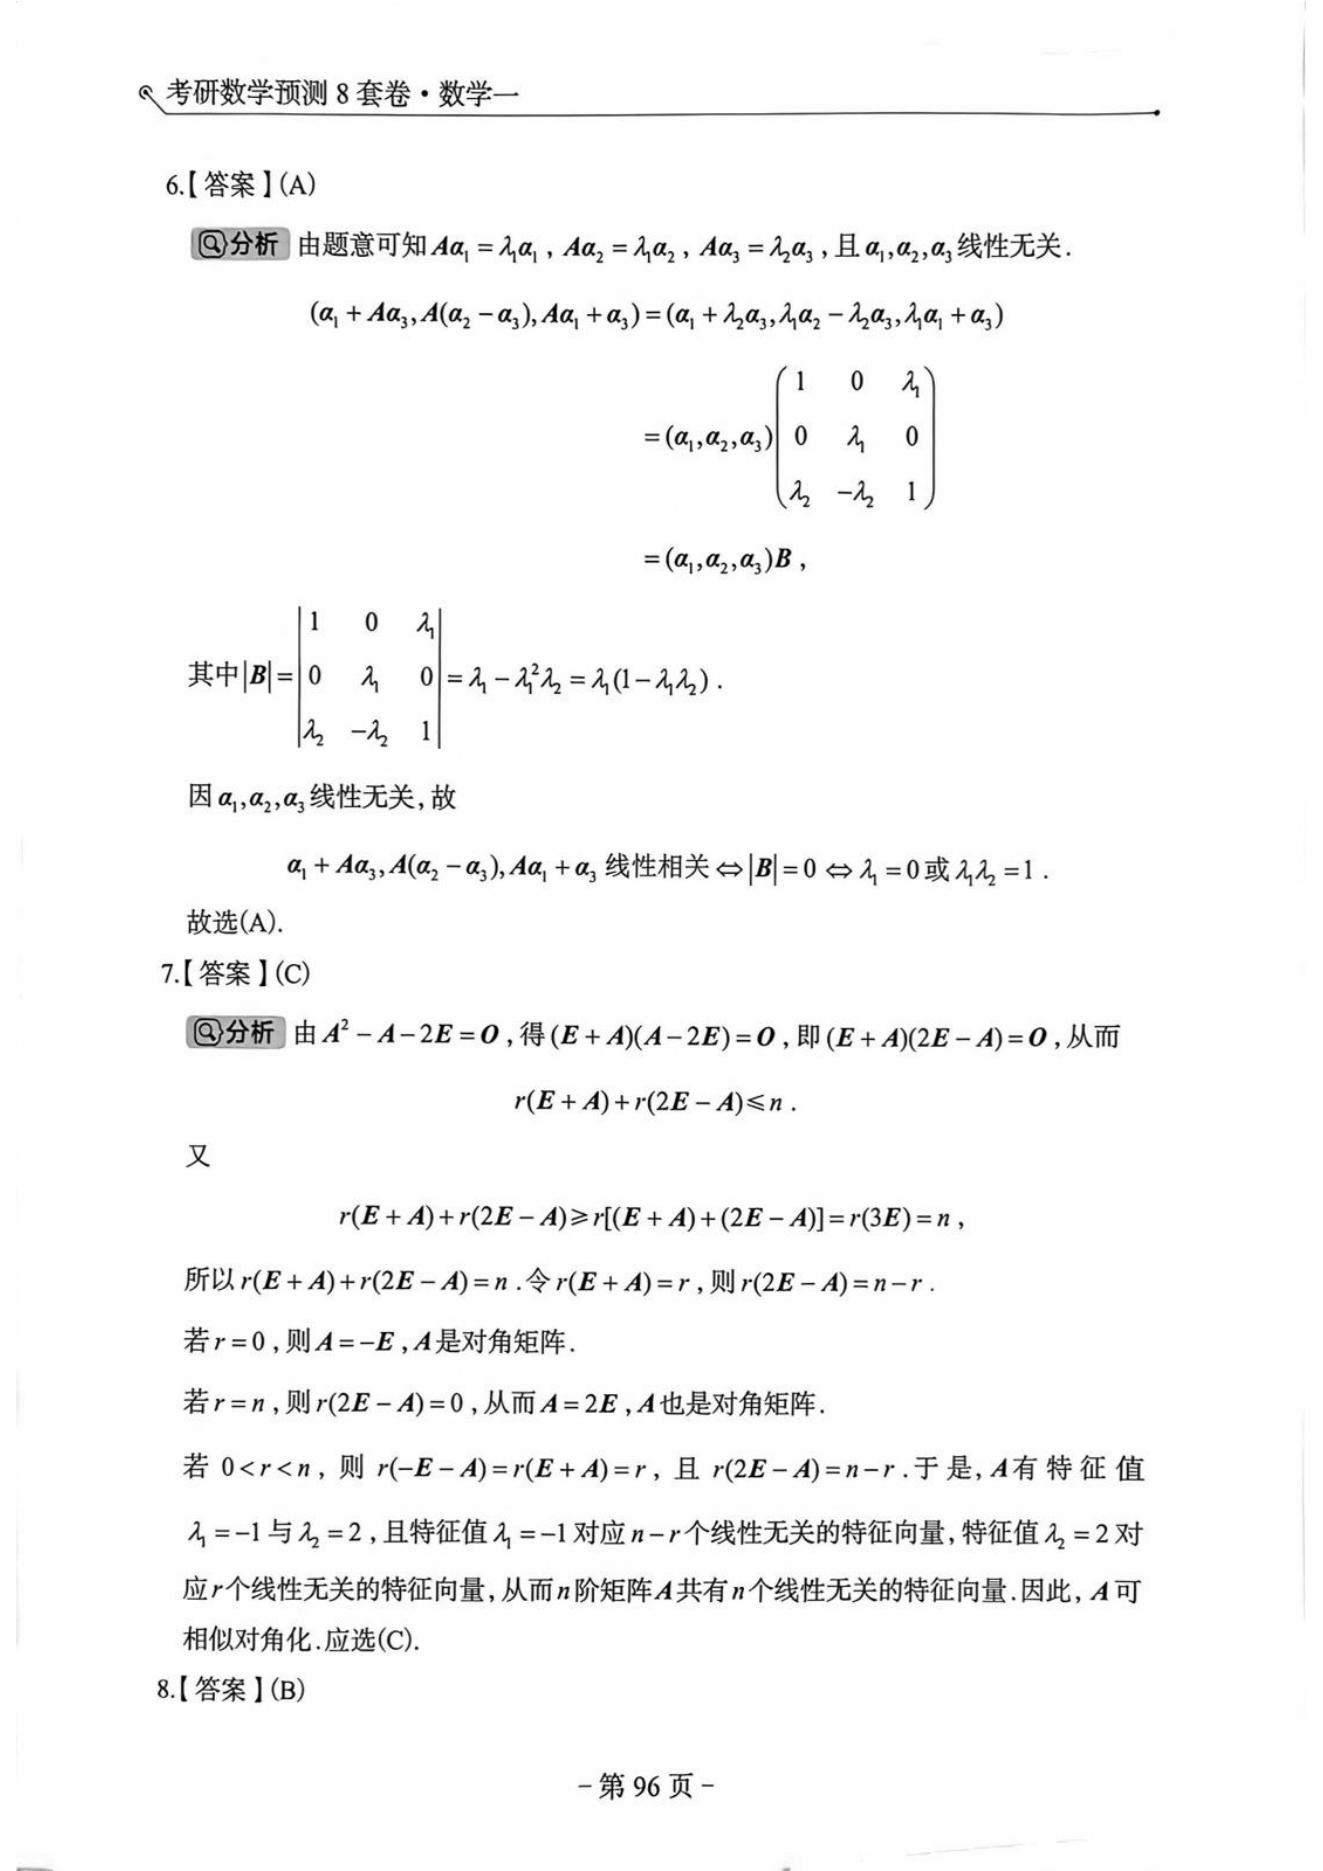 考研数学预测8套卷·数学一
6.【答案】(A)
分析 由题意可知Aα₁=λ₁α₁, Aα₂=λ₁α₂, Aα₃=λ₂α₃,且α₁,α₂,α₃线性无关.
(α₁+Aα₃,A(α₂−α₃),Aα₁+α₃)=(α₁+λ₂α₃,λ₁α₂−λ₂α₃,λ₁α₁+α₃)
1 0 λ₁
=(α₁,α₂,α₃) 0 λ₁ 0
λ₂ −λ₂ 1
=(α₁,α₂,α₃)B,
1 0 λ₁
其中|B|= 0 λ₁ 0 =λ₁−λ₁²λ₂=λ₁(1−λ₁λ₂).
λ₂ −λ₂ 1
因α₁,α₂,α₃线性无关,故
α₁+Aα₃,A(α₂−α₃),Aα₁+α₃线性相关⇔|B|=0⇔λ₁=0或λ₁λ₂=1.
故选(A).
7.【答案】(C)
分析 由A²−A−2E=O,得(E+A)(A−2E)=O,即(E+A)(2E−A)=O,从而
r(E+A)+r(2E−A)⩽n.
又
r(E+A)+r(2E−A)⩾r[(E+A)+(2E−A)]=r(3E)=n,
所以r(E+A)+r(2E−A)=n.令r(E+A)=r,则r(2E−A)=n−r.
若r=0,则A=−E,A是对角矩阵.
若r=n,则r(2E−A)=0,从而A=2E,A也是对角矩阵.
若0<r<n,则r(−E−A)=r(E+A)=r,且r(2E−A)=n−r.于是,A有特征值
λ₁=−1与λ₂=2,且特征值λ₁=−1对应n−r个线性无关的特征向量,特征值λ₂=2对
应r个线性无关的特征向量,从而n阶矩阵A共有n个线性无关的特征向量.因此,A可
相似对角化.应选(C).
8.【答案】(B)
-第96页-